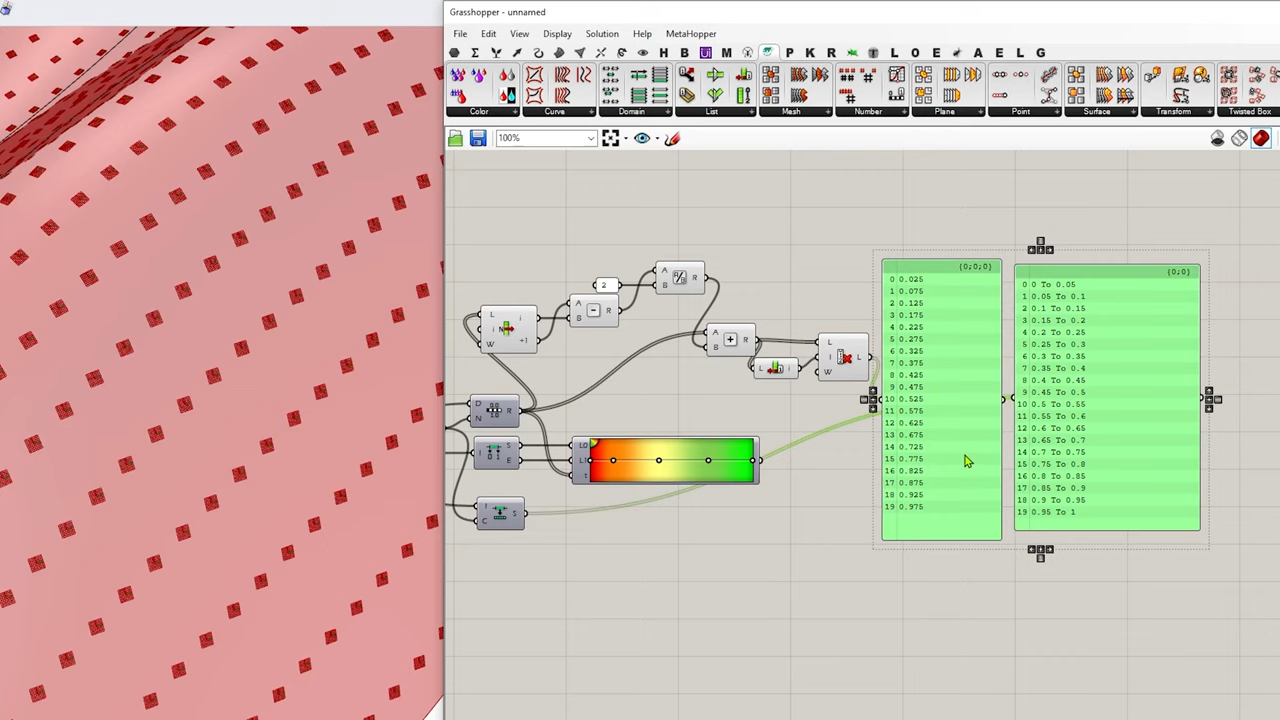 Grasshopper - unnamed
File Edit View Display Solution Help MetaHopper
H B M P K R L O E A E L G
Color + Curve + Domain + List + Mesh + Number + Plane + Point + Surface + Transform + Twisted Box +
100%
{0;0;0}
0 0.025
1 0.075
2 0.125
3 0.175
4 0.225
5 0.275
6 0.325
7 0.375
8 0.425
9 0.475
10 0.525
11 0.575
12 0.625
13 0.675
14 0.725
15 0.775
16 0.825
17 0.875
18 0.925
19 0.975
{0;0}
0 0 To 0.05
1 0.05 To 0.1
2 0.1 To 0.15
3 0.15 To 0.2
4 0.2 To 0.25
5 0.25 To 0.3
6 0.3 To 0.35
7 0.35 To 0.4
8 0.4 To 0.45
9 0.45 To 0.5
10 0.5 To 0.55
11 0.55 To 0.6
12 0.6 To 0.65
13 0.65 To 0.7
14 0.7 To 0.75
15 0.75 To 0.8
16 0.8 To 0.85
17 0.85 To 0.9
18 0.9 To 0.95
19 0.95 To 1
A
B
R
2
A
B
R
L
i
W
i
+1
A
B
R
L
i
L
I
W
L
D
N
R
I
S
E
L0
L1
t
I
C
S